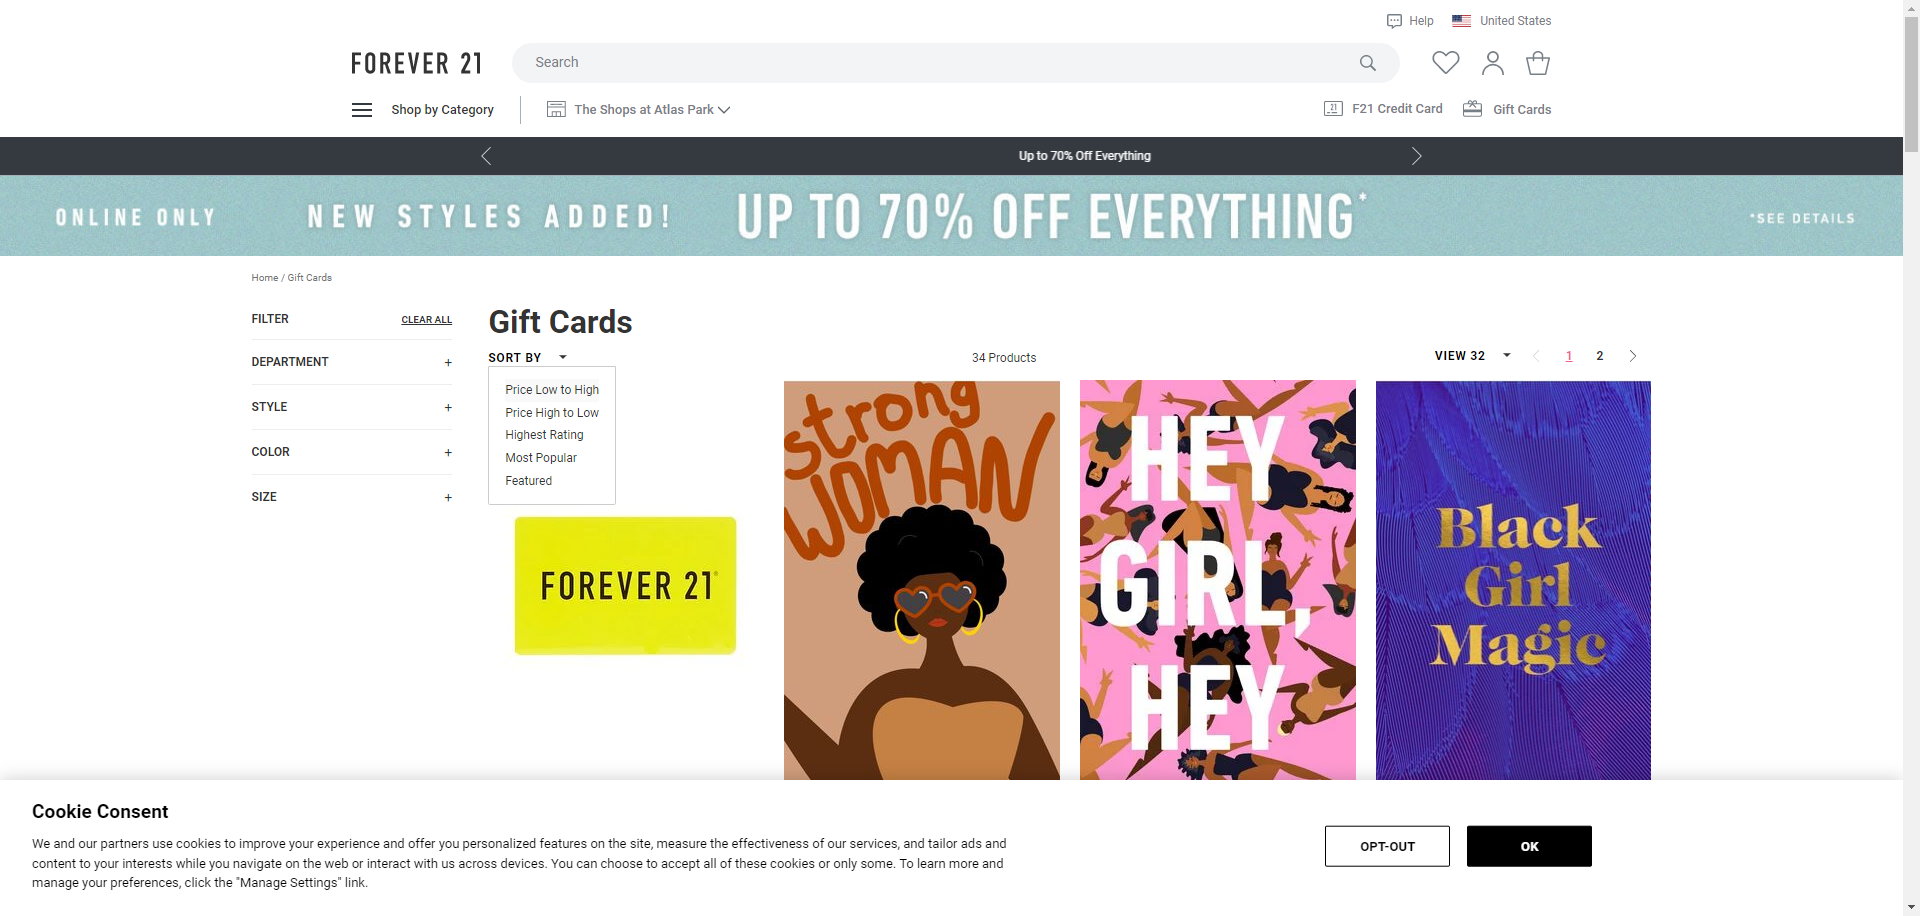 Help
United States
FOREVER 21
Search
Shop by Category
The Shops at Atlas Park
21
F21 Credit Card
Gift Cards
Up to 70% Off Everything
ONLINE ONLY
NEW STYLES ADDED!
UP TO 70% OFF EVERYTHING*
*SEE DETAILS
Home / Gift Cards
FILTER
CLEAR ALL
DEPARTMENT +
STYLE +
COLOR +
SIZE +
Gift Cards
SORT BY
34 Products
VIEW 32
1
2
Price Low to High
Price High to Low
Highest Rating
Most Popular
Featured
FOREVER 21®
strong
WOMAN
HEY
GIRL,
HEY
Black
Girl
Magic
Cookie Consent
We and our partners use cookies to improve your experience and offer you personalized features on the site, measure the effectiveness of our services, and tailor ads and
content to your interests while you navigate on the web or interact with us across devices. You can choose to accept all of these cookies or only some. To learn more and
manage your preferences, click the "Manage Settings" link.
OPT-OUT
OK